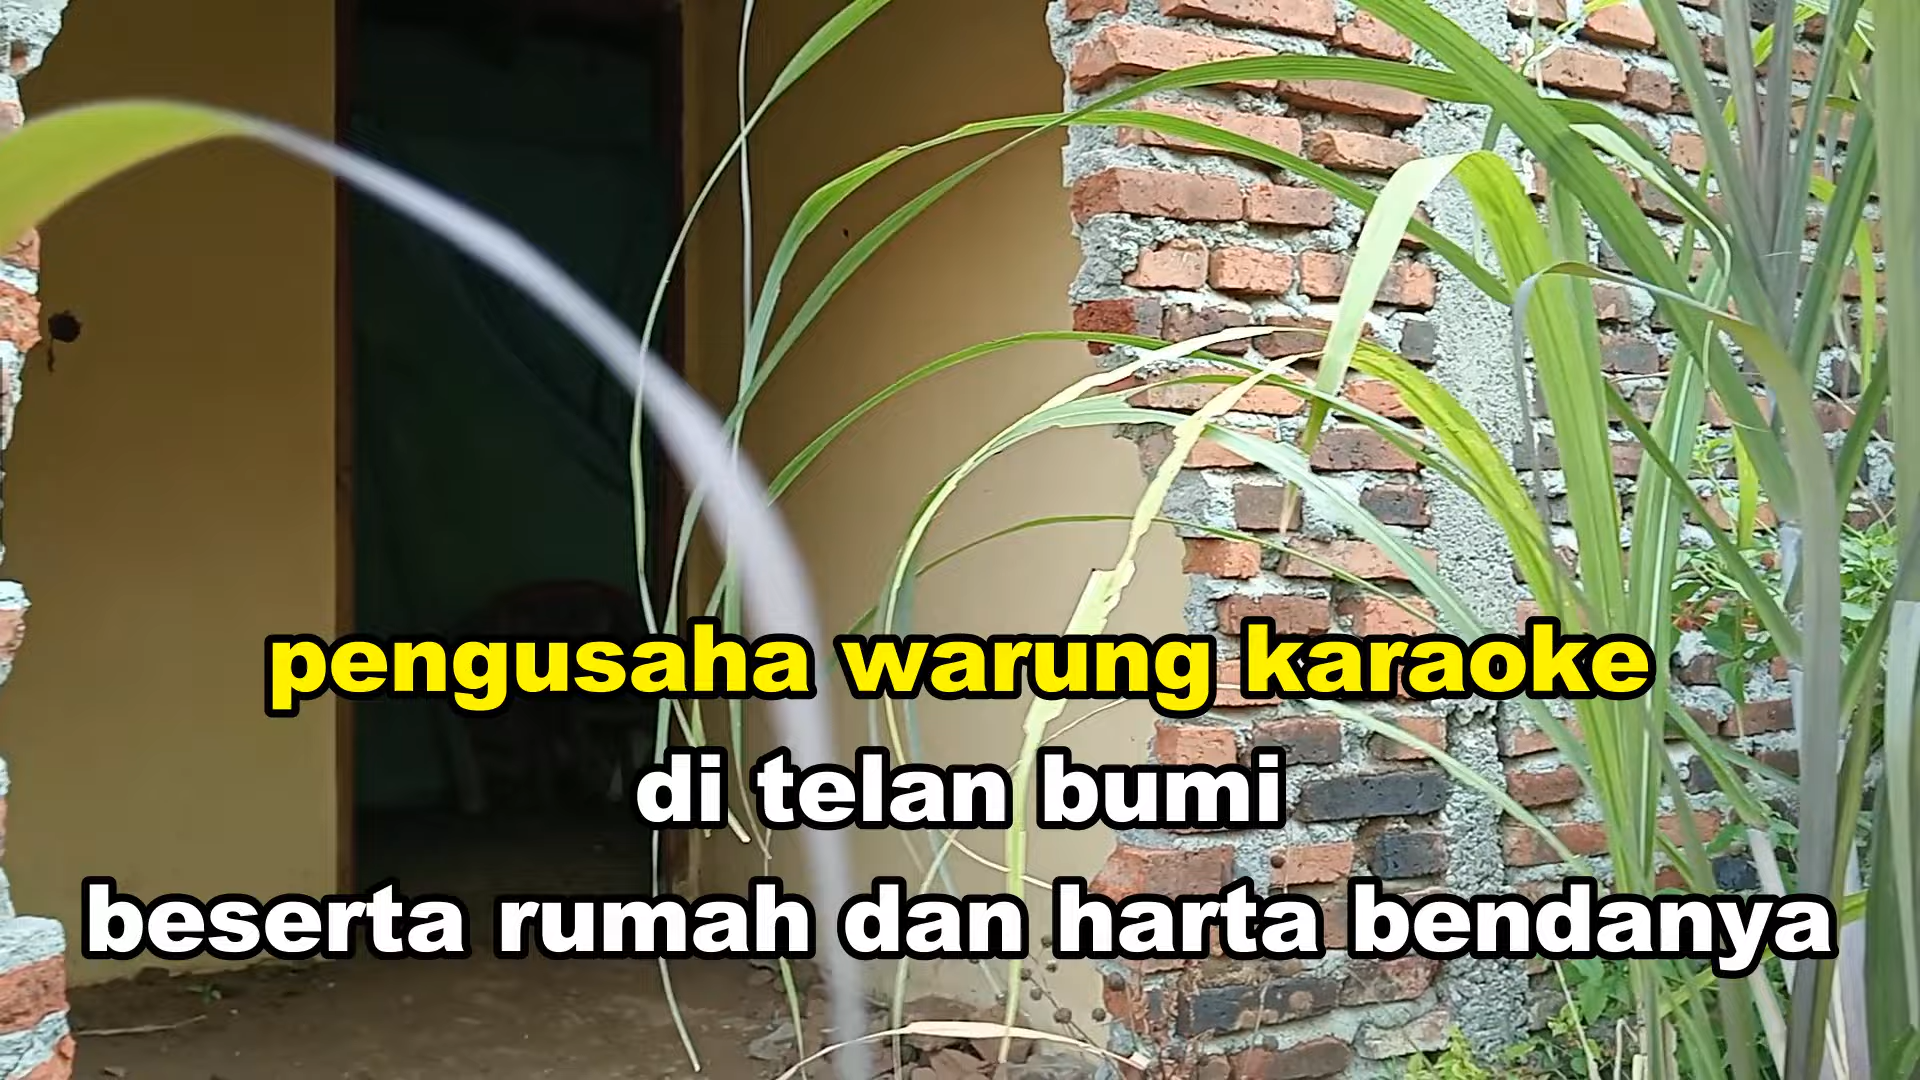 pengusaha warung karaoke
di telan bumi
beserta rumah dan harta bendanya